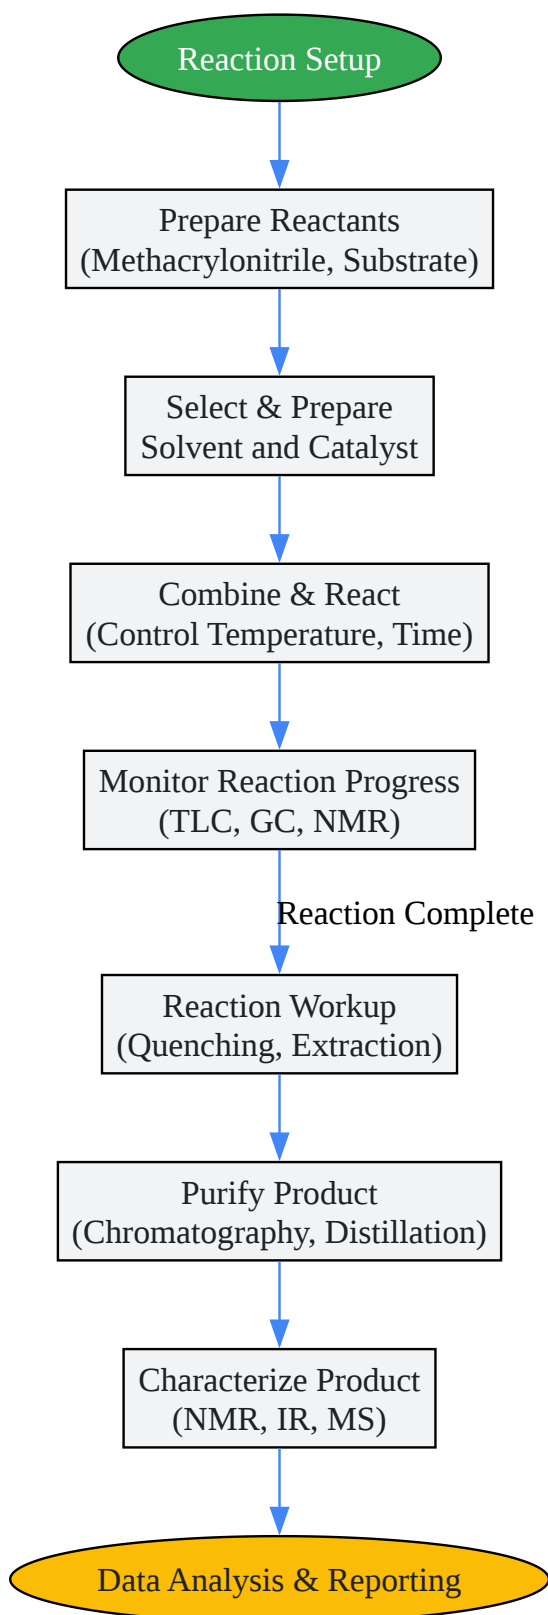 Reaction Setup
Prepare Reactants
(Methacrylonitrile, Substrate)
Select & Prepare
Solvent and Catalyst
Combine & React
(Control Temperature, Time)
Monitor Reaction Progress
(TLC, GC, NMR)
Reaction Complete
Reaction Workup
(Quenching, Extraction)
Purify Product
(Chromatography, Distillation)
Characterize Product
(NMR, IR, MS)
Data Analysis & Reporting